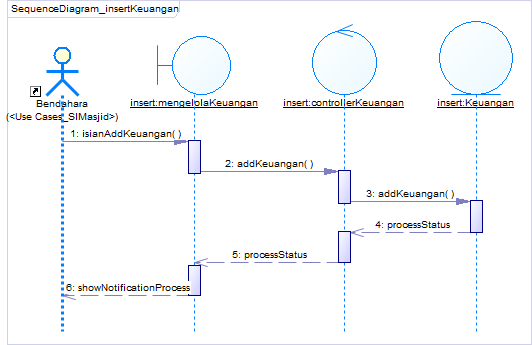 SequenceDiagram_insertKeuangan
Bendahara
(<Use Cases_SIMasjid>)
insert:mengelolaKeuangan
insert:controllerKeuangan
insert:Keuangan
1: isianAddKeuangan( )
2: addKeuangan( )
3: addKeuangan( )
4: processStatus
5: processStatus
6: showNotificationProcess